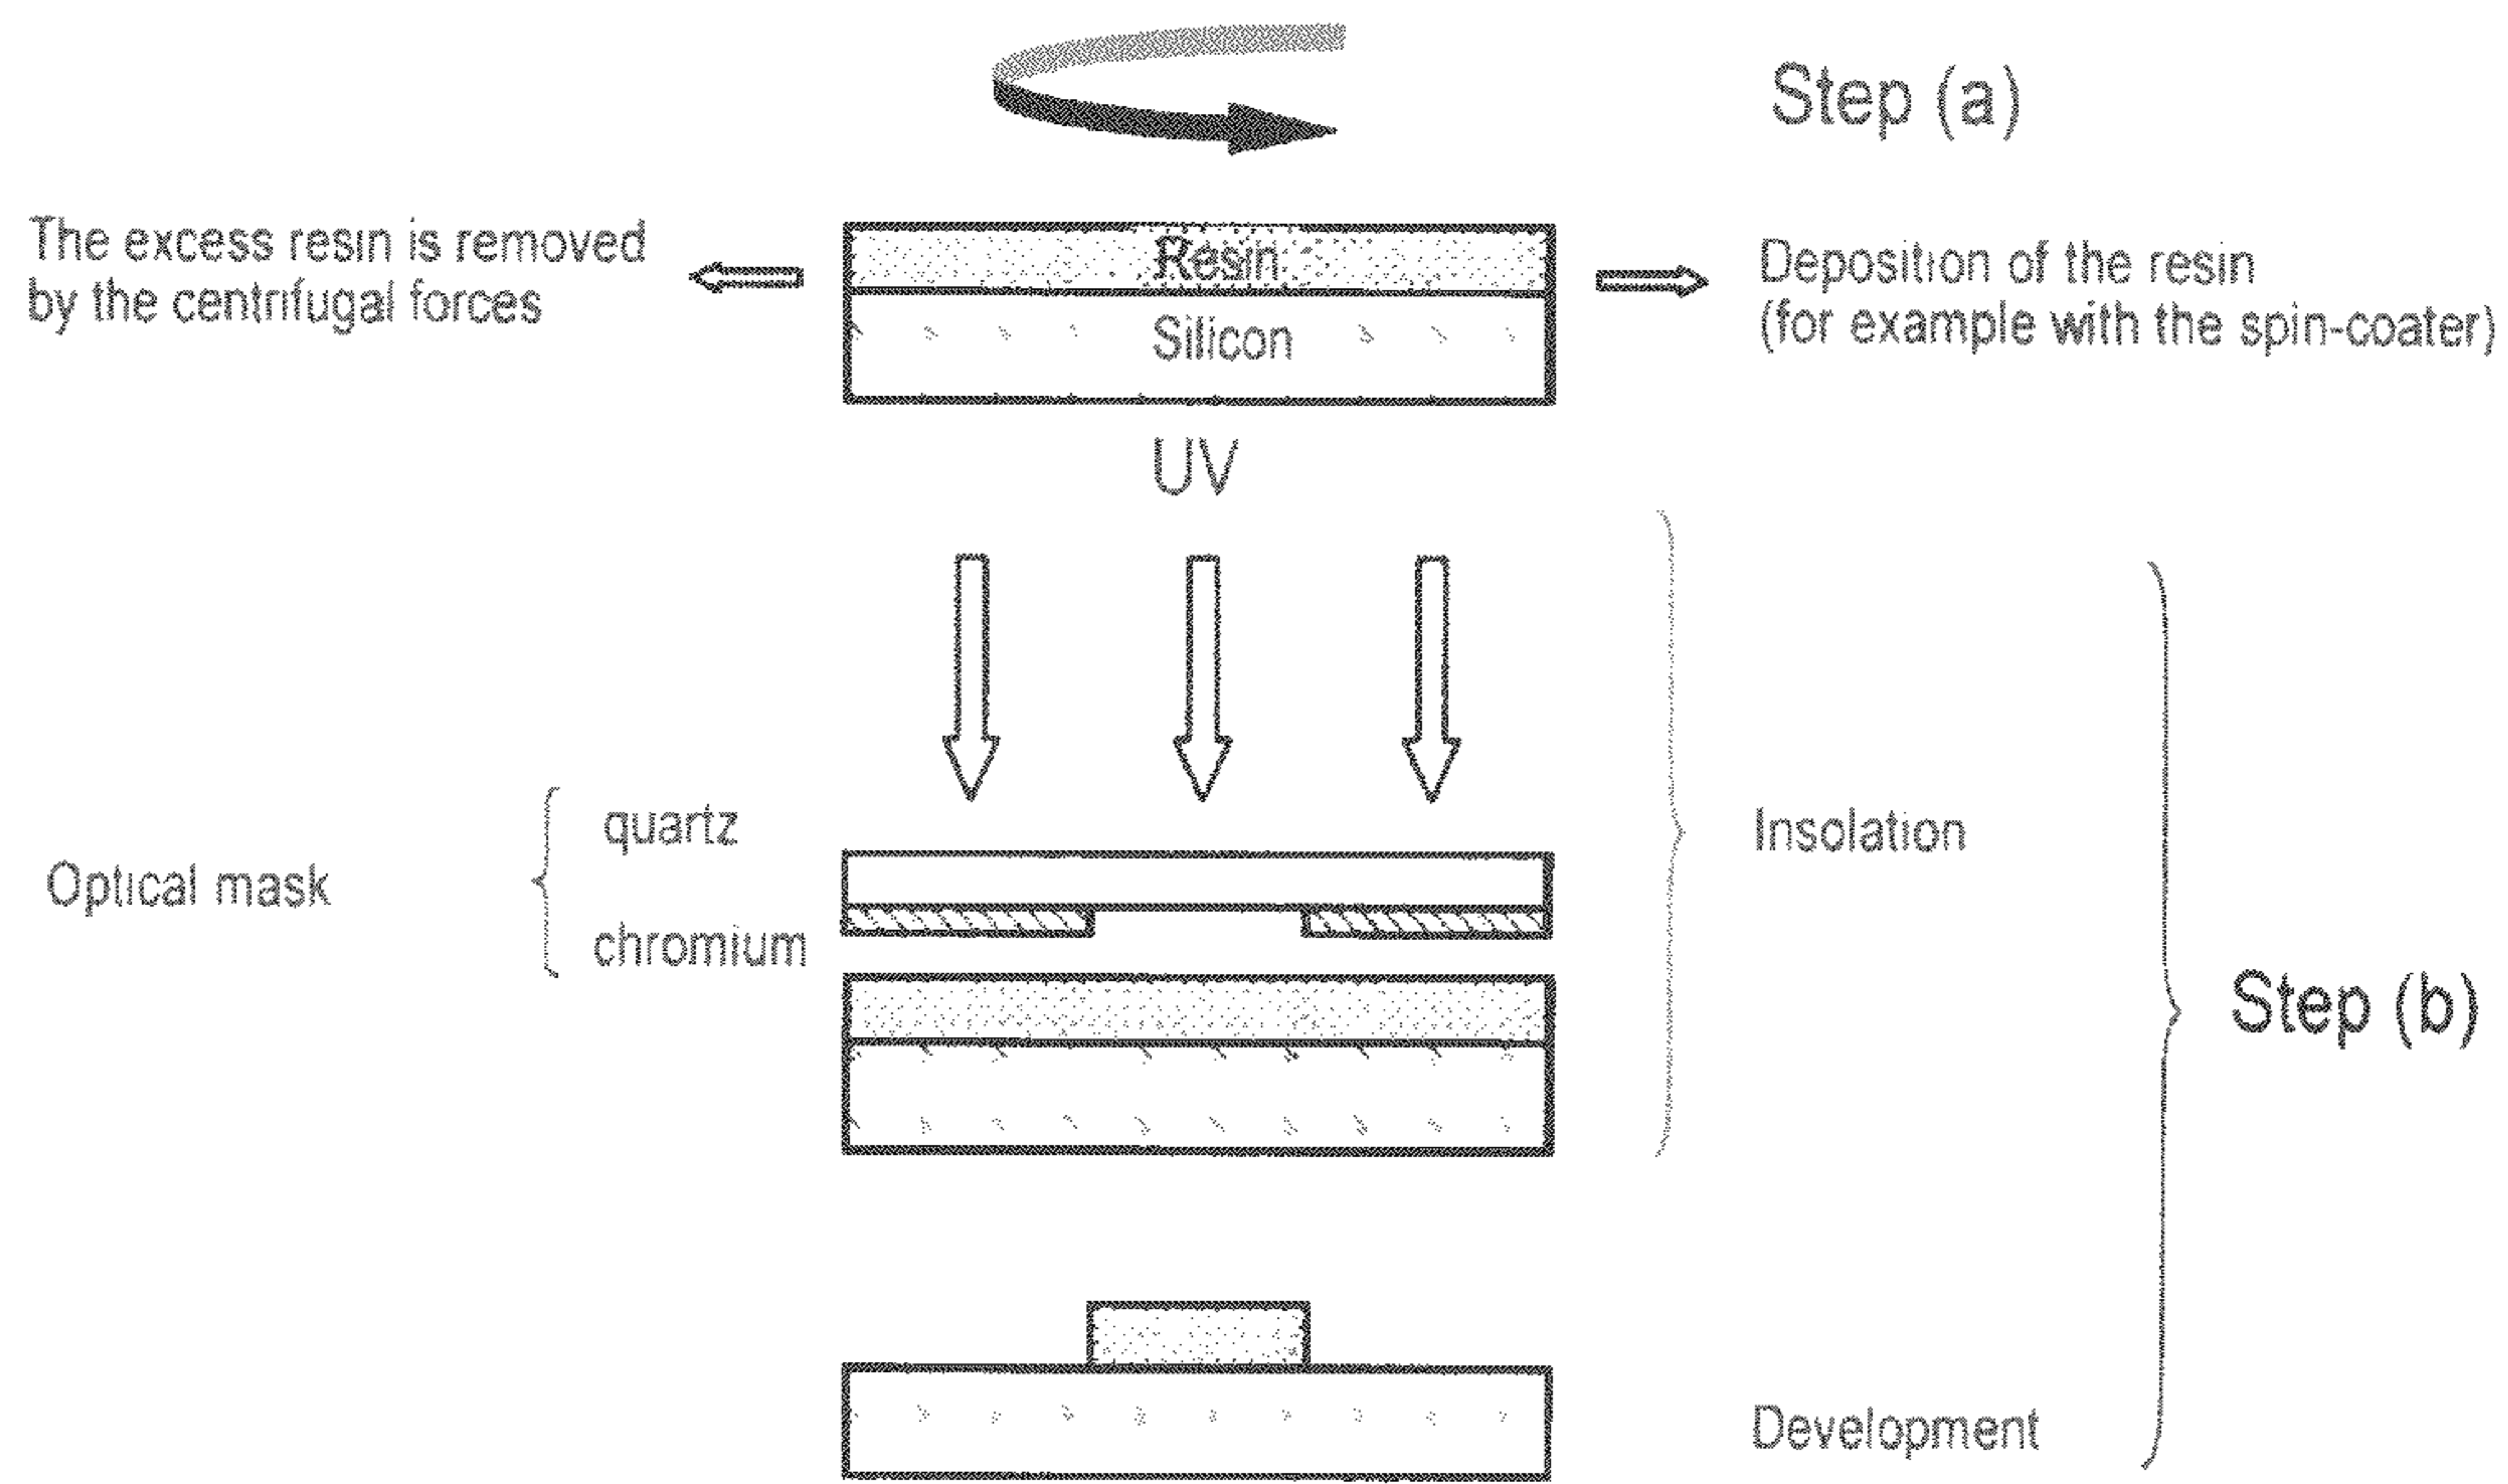 Step (a)
The excess resin is removed
by the centrifugal forces
Resin
Silicon
Deposition of the resin
(for example with the spin-coater)
UV
quartz
Optical mask
chromium
Insolation
Step (b)
Development